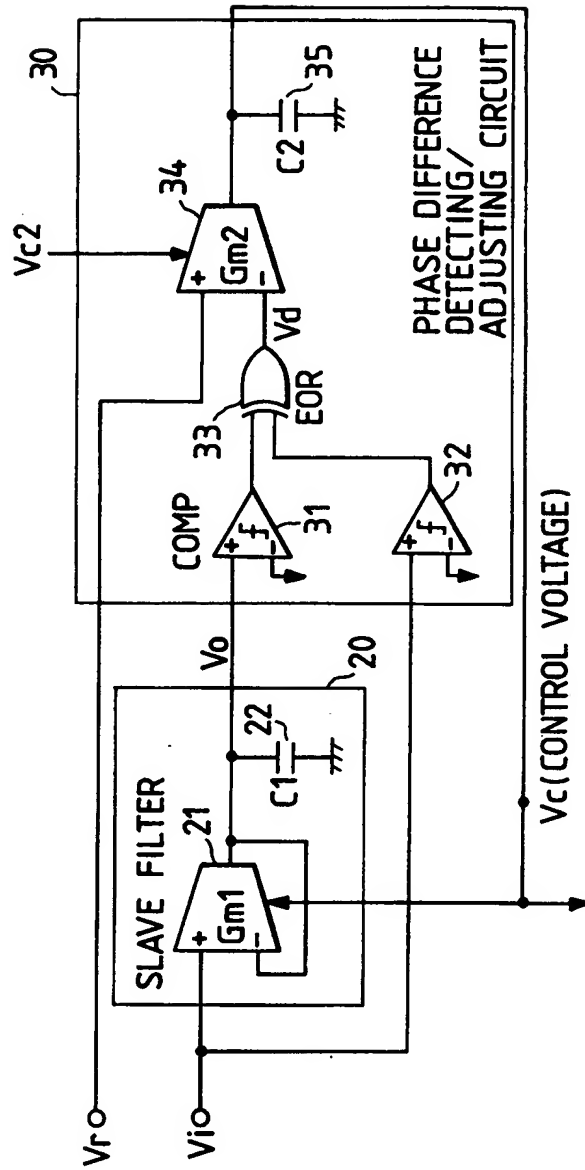 30
Vc2
34
+
Gm2
−
C2
35
Vd
33
EOR
PHASE DIFFERENCE
DETECTING/
ADJUSTING CIRCUIT
COMP
+
−
31
+
−
32
Vo
20
SLAVE FILTER
21
+
Gm1
−
C1
22
Vr
Vi
Vc(CONTROL VOLTAGE)